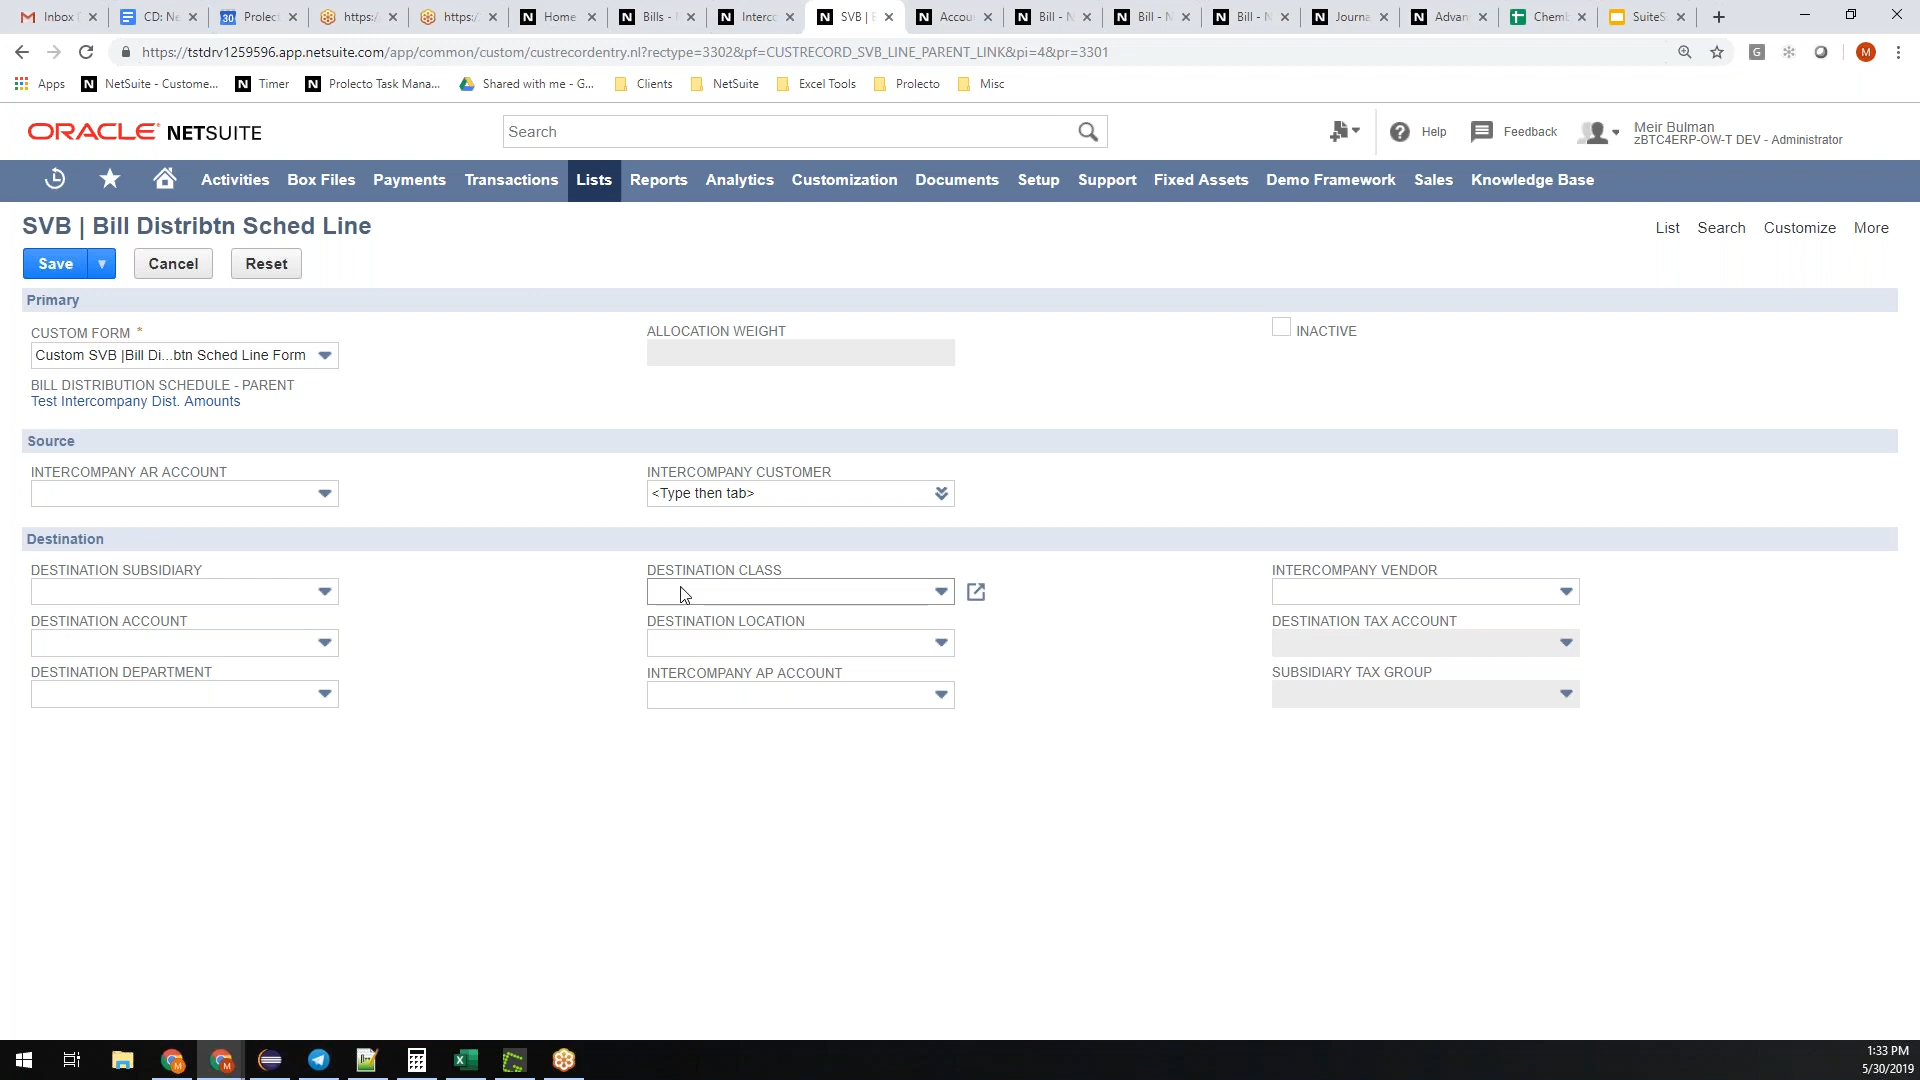 Inbox
CD: Ne
Prolect
https:/
https:/
Home
Bills -
Interco
SVB | 
Accou
Bill - N
Bill - N
Bill - N
Journa
Advan
Chemb
SuiteS
https://tstdrv1259596.app.netsuite.com/app/common/custom/custrecordentry.nl?rectype=3302&pf=CUSTRECORD_SVB_LINE_PARENT_LINK&pi=4&pr=3301
Apps
NetSuite - Custome...
Timer
Prolecto Task Mana...
Shared with me - G...
Clients
NetSuite
Excel Tools
Prolecto
Misc
ORACLE NETSUITE
Search
Help
Feedback
Meir Bulman
zBTC4ERP-OW-T DEV - Administrator
Activities
Box Files
Payments
Transactions
Lists
Reports
Analytics
Customization
Documents
Setup
Support
Fixed Assets
Demo Framework
Sales
Knowledge Base
SVB | Bill Distribtn Sched Line
List
Search
Customize
More
Save
Cancel
Reset
Primary
CUSTOM FORM *
Custom SVB |Bill Di...btn Sched Line Form
BILL DISTRIBUTION SCHEDULE - PARENT
Test Intercompany Dist. Amounts
ALLOCATION WEIGHT
INACTIVE
Source
INTERCOMPANY AR ACCOUNT
INTERCOMPANY CUSTOMER
<Type then tab>
Destination
DESTINATION SUBSIDIARY
DESTINATION ACCOUNT
DESTINATION DEPARTMENT
DESTINATION CLASS
DESTINATION LOCATION
INTERCOMPANY AP ACCOUNT
INTERCOMPANY VENDOR
DESTINATION TAX ACCOUNT
SUBSIDIARY TAX GROUP
1:33 PM
5/30/2019